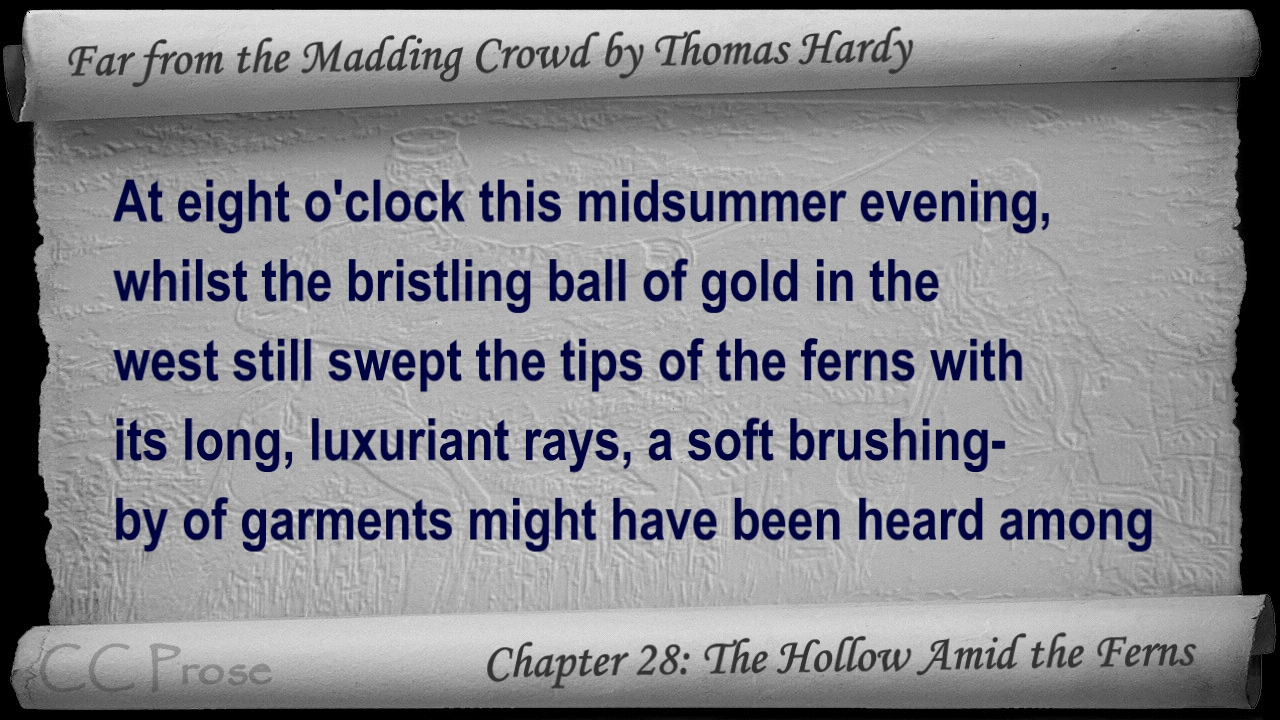 Far from the Madding Crowd by Thomas Hardy
At eight o'clock this midsummer evening,
whilst the bristling ball of gold in the
west still swept the tips of the ferns with
its long, luxuriant rays, a soft brushing-
by of garments might have been heard among
CC Prose
Chapter 28: The Hollow Amid the Ferns